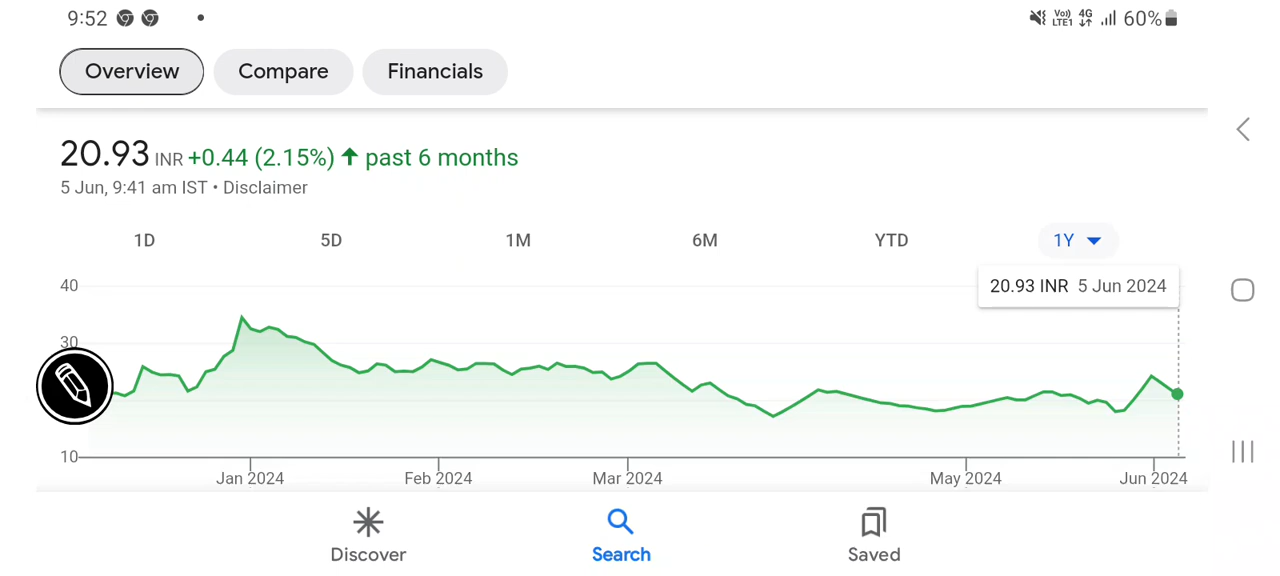 9:52 Vo)) LTE1 4G 60%
Overview Compare Financials
20.93 INR +0.44 (2.15%) ↑ past 6 months
5 Jun, 9:41 am IST • Disclaimer
1D 5D 1M 6M YTD 1Y
40
20.93 INR 5 Jun 2024
30
10
Jan 2024 Feb 2024 Mar 2024 May 2024 Jun 2024
Discover Search Saved